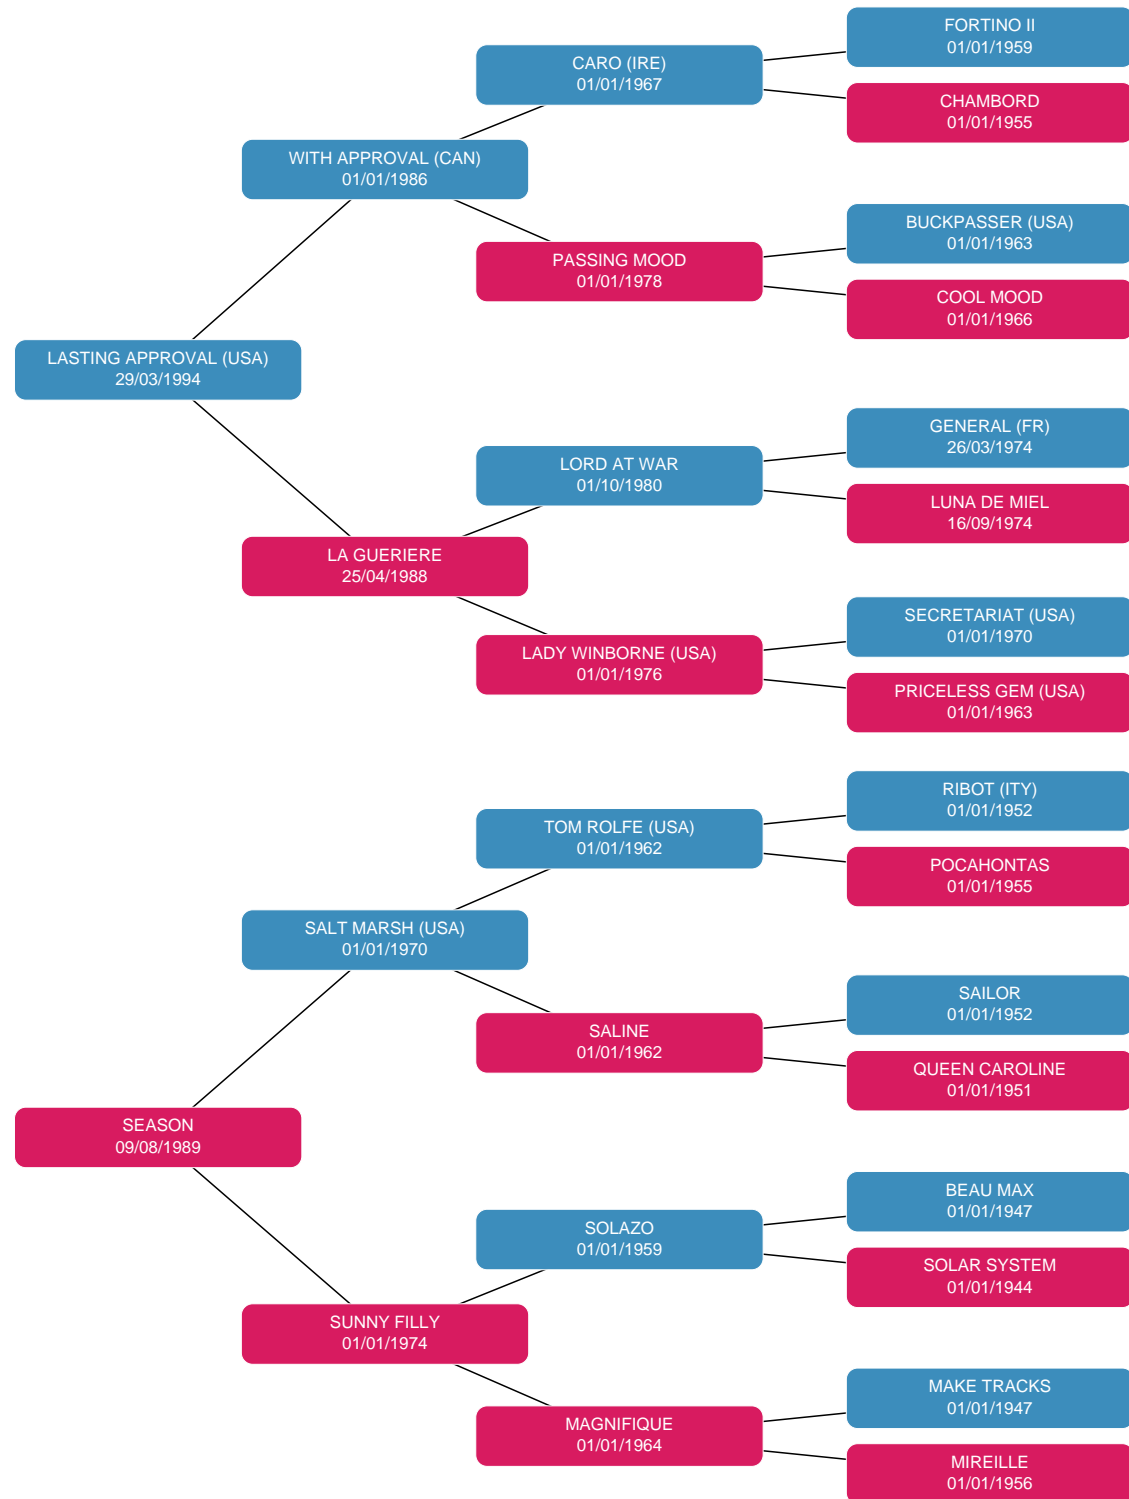 FORTINO II
01/01/1959
CARO (IRE)
01/01/1967
CHAMBORD
01/01/1955
WITH APPROVAL (CAN)
01/01/1986
BUCKPASSER (USA)
01/01/1963
PASSING MOOD
01/01/1978
COOL MOOD
01/01/1966
LASTING APPROVAL (USA)
29/03/1994
GENERAL (FR)
26/03/1974
LORD AT WAR
01/10/1980
LUNA DE MIEL
16/09/1974
LA GUERIERE
25/04/1988
SECRETARIAT (USA)
01/01/1970
LADY WINBORNE (USA)
01/01/1976
PRICELESS GEM (USA)
01/01/1963
RIBOT (ITY)
01/01/1952
TOM ROLFE (USA)
01/01/1962
POCAHONTAS
01/01/1955
SALT MARSH (USA)
01/01/1970
SAILOR
01/01/1952
SALINE
01/01/1962
QUEEN CAROLINE
01/01/1951
SEASON
09/08/1989
BEAU MAX
01/01/1947
SOLAZO
01/01/1959
SOLAR SYSTEM
01/01/1944
SUNNY FILLY
01/01/1974
MAKE TRACKS
01/01/1947
MAGNIFIQUE
01/01/1964
MIREILLE
01/01/1956